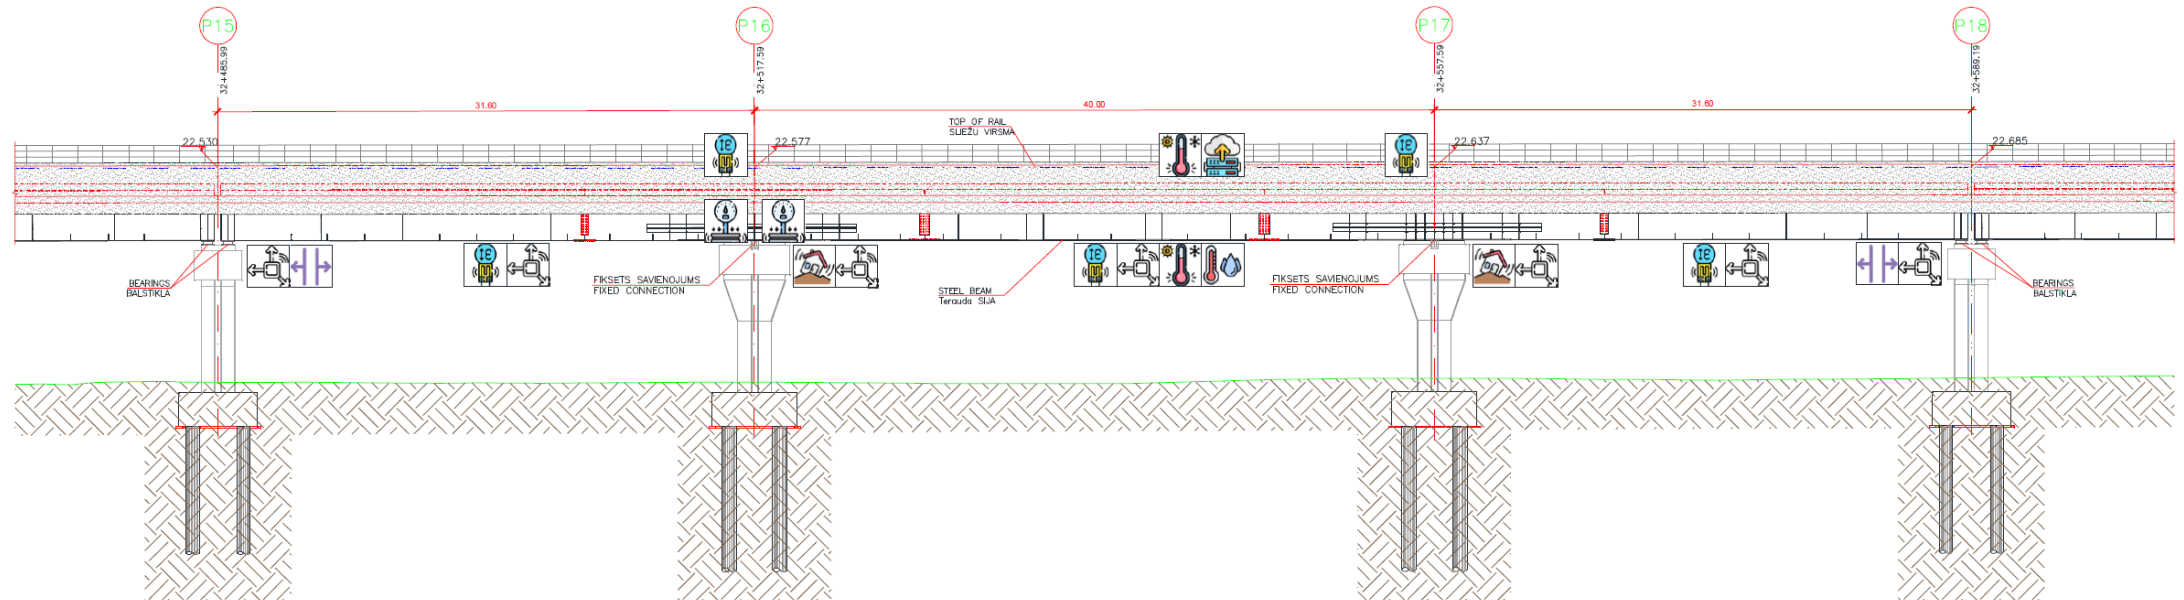 P15
P16
P17
P18
32+485.99
32+517.59
32+557.59
32+589.19
31.60
40.00
31.60
TOP OF RAIL
SLIEŽU VIRSMA
22.530
22.577
22.637
22.685
BEARINGS
BALSTIKLA
FIKSETS SAVIENOJUMS
FIXED CONNECTION
STEEL BEAM
Terauda SIJA
FIKSETS SAVIENOJUMS
FIXED CONNECTION
BEARINGS
BALSTIKLA